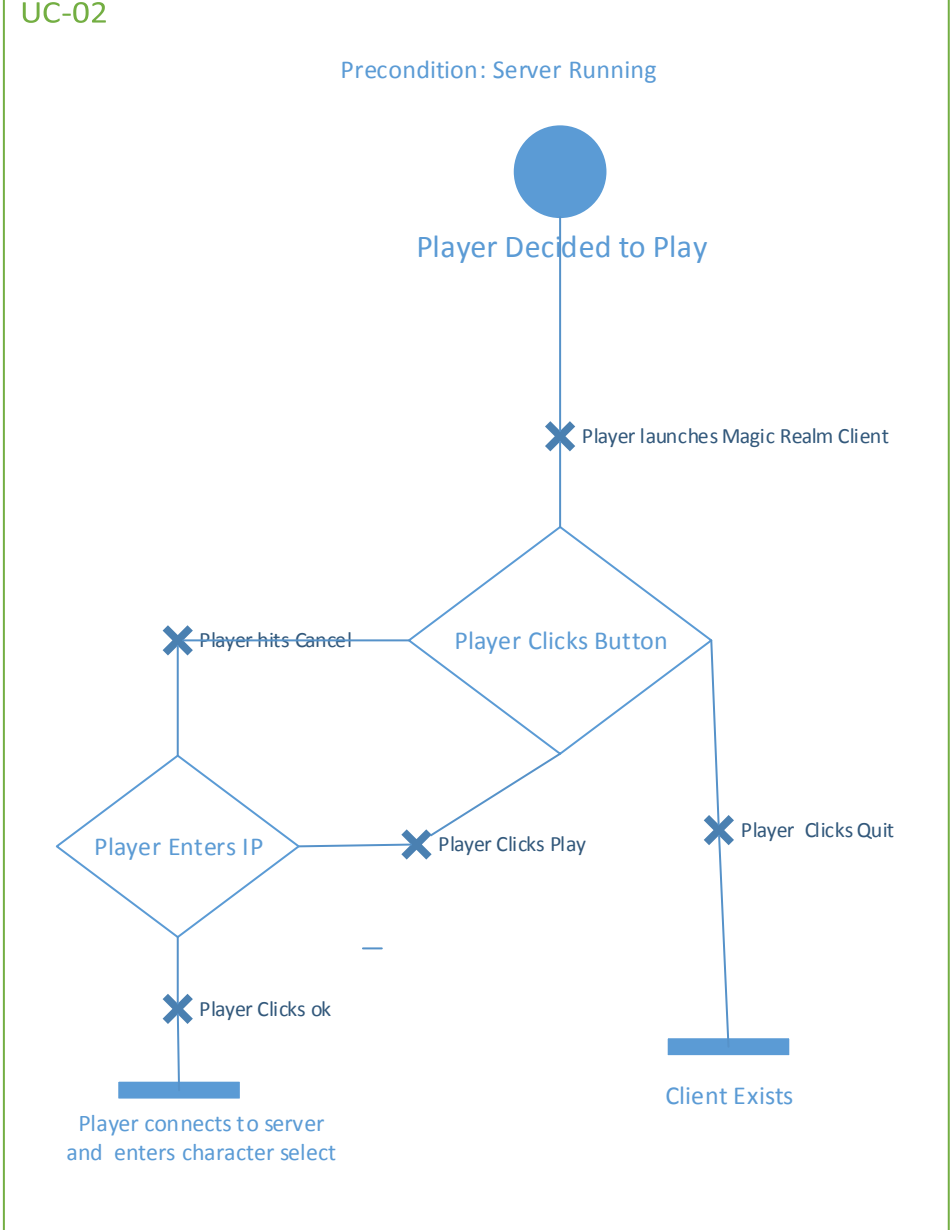 UC-02
Precondition: Server Running
Player Decided to Play
Player launches Magic Realm Client
Player hits Cancel
Player Clicks Button
Player Clicks Quit
Player Enters IP
Player Clicks Play
Player Clicks ok
Client Exists
Player connects to server
and enters character select